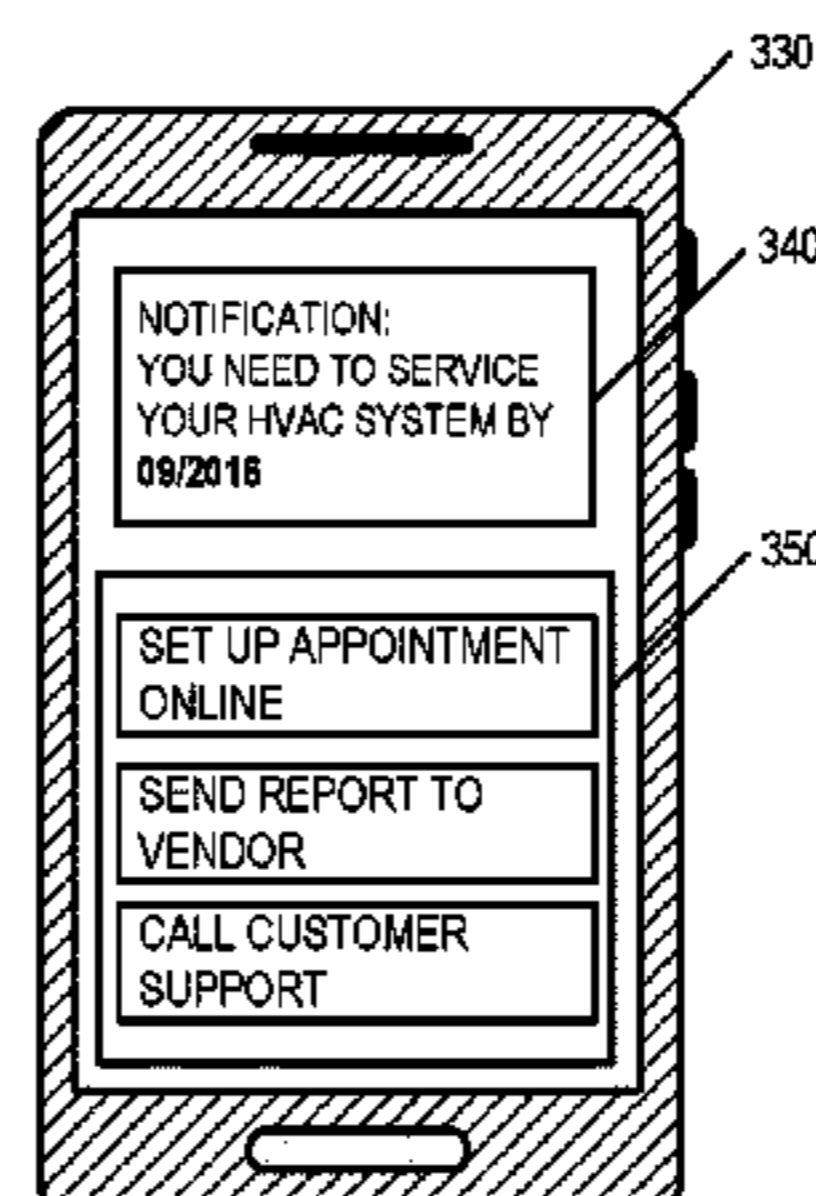 330
340
NOTIFICATION:
YOU NEED TO SERVICE
YOUR HVAC SYSTEM BY
09/2016
350
SET UP APPOINTMENT
ONLINE
SEND REPORT TO
VENDOR
CALL CUSTOMER
SUPPORT